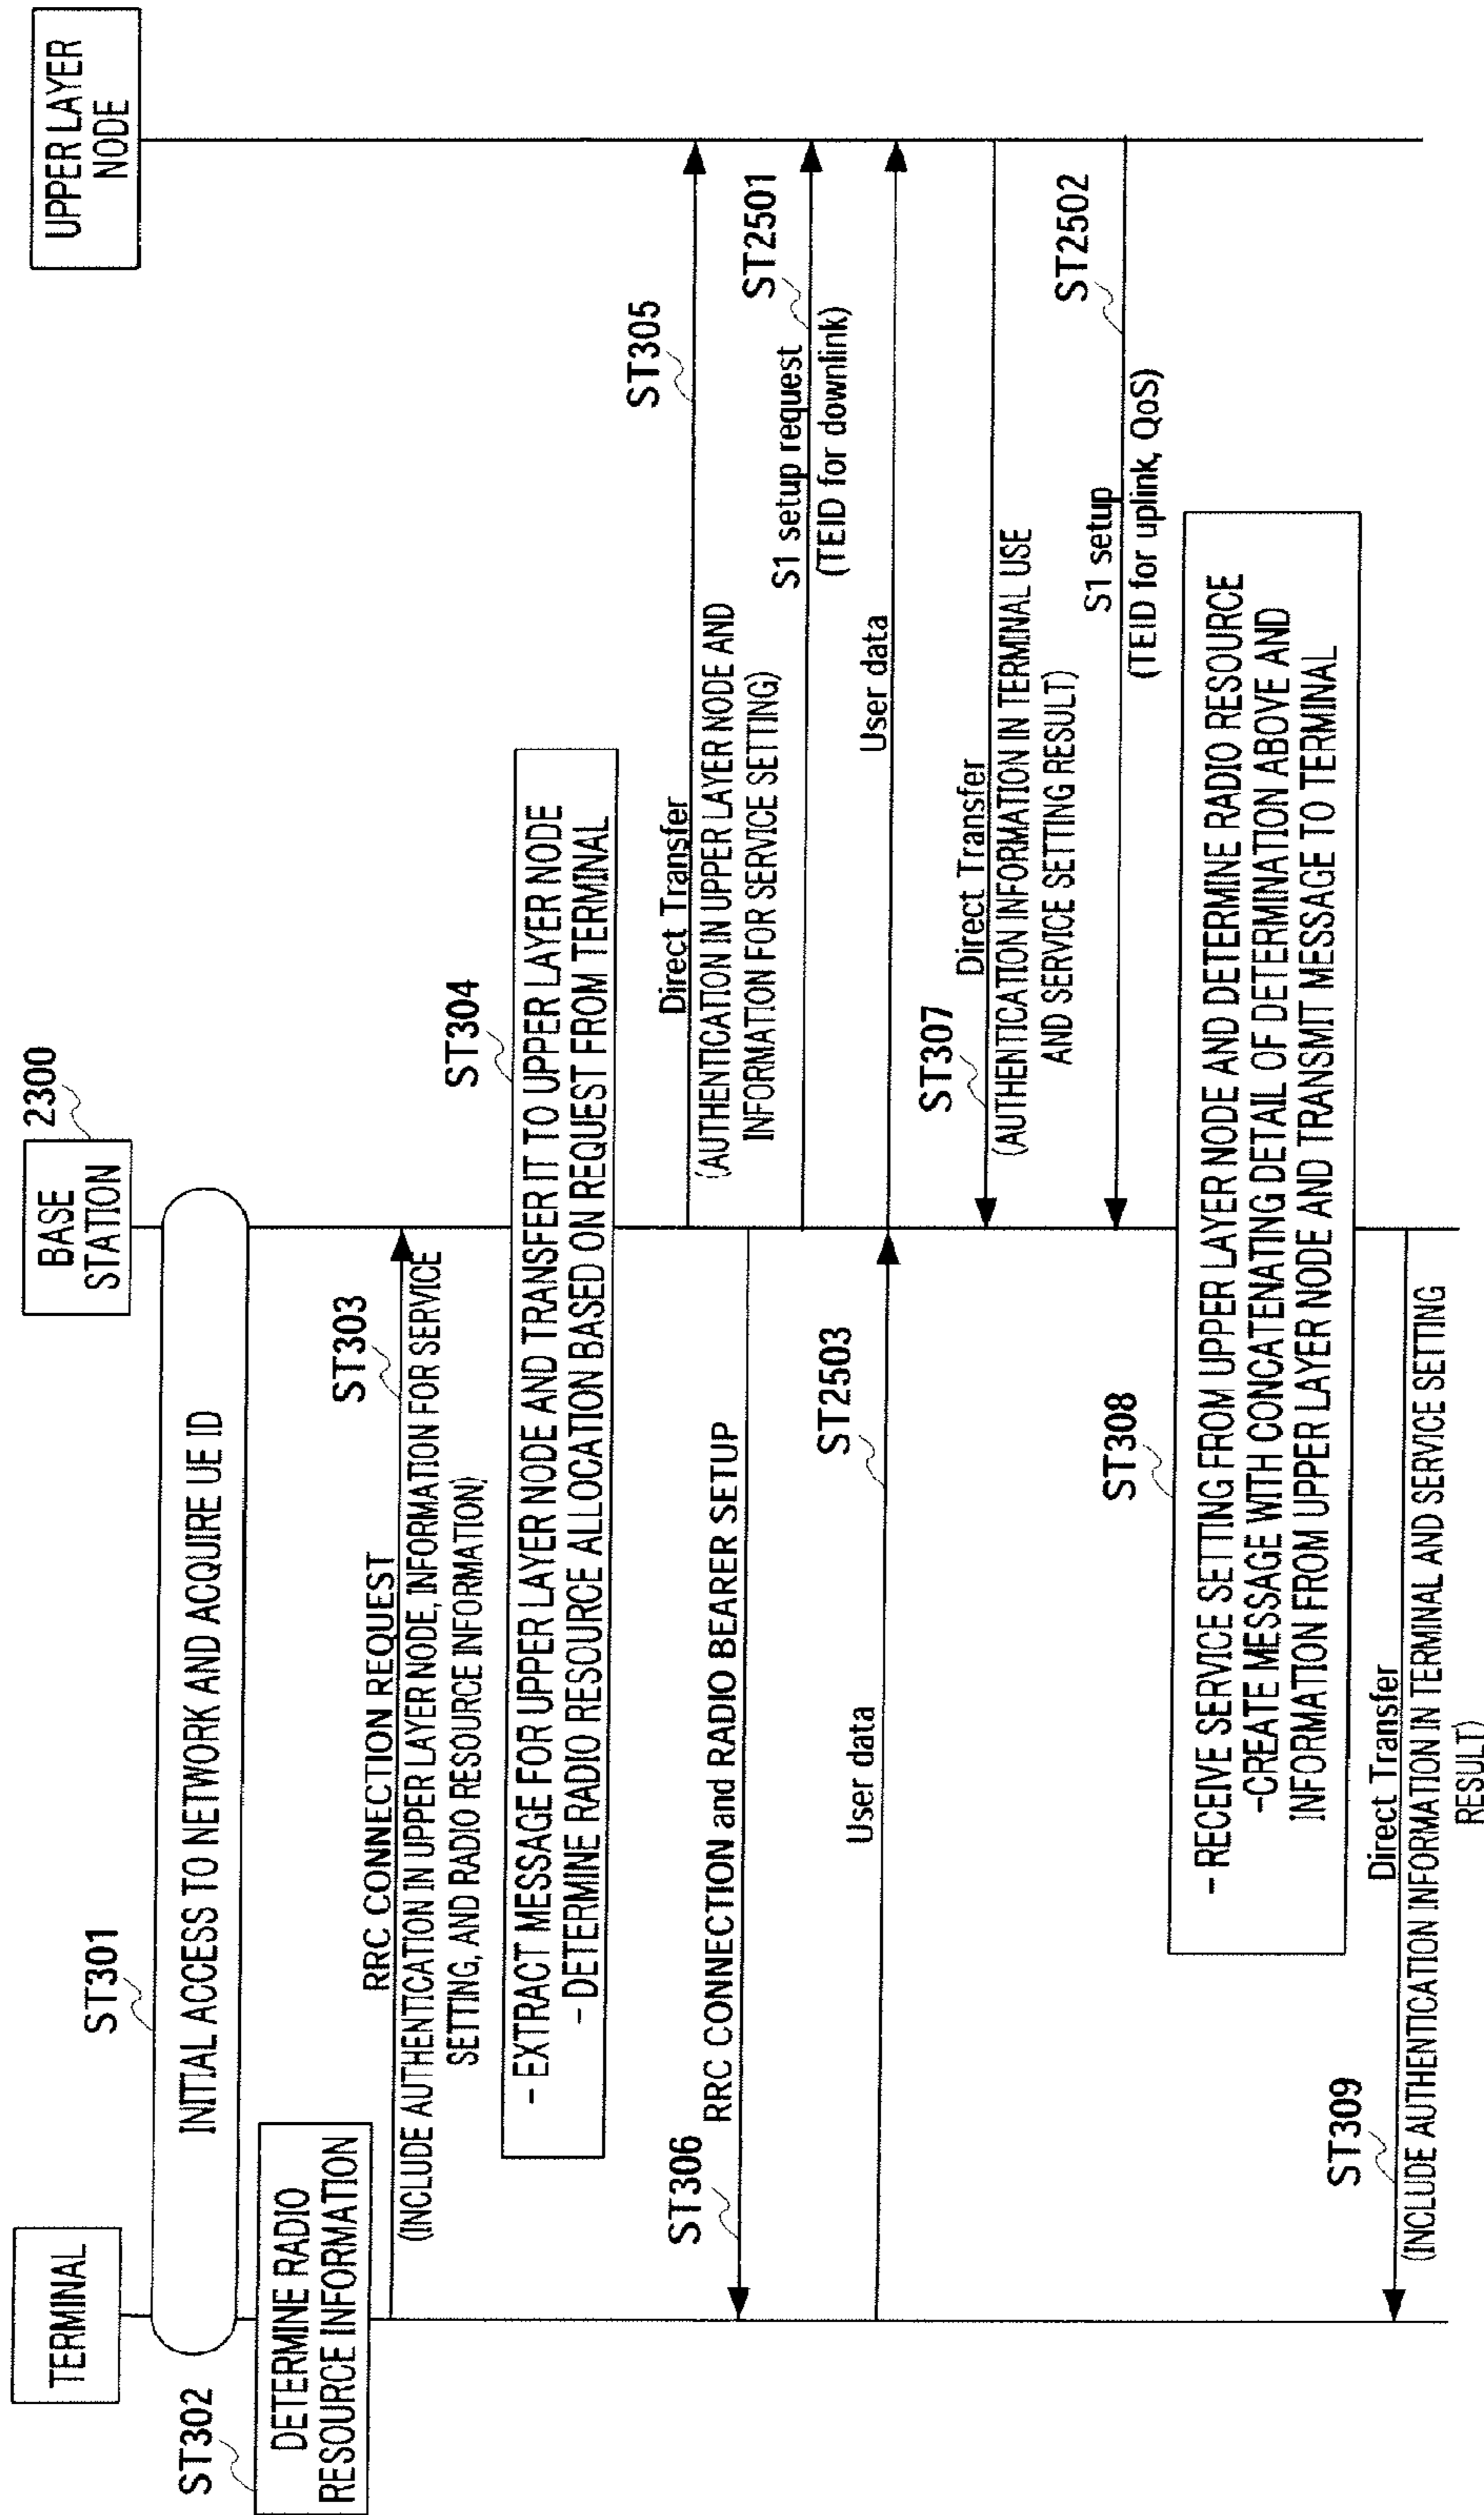 TERMINAL
BASE
STATION
2300
UPPER LAYER
NODE
ST301
INITIAL ACCESS TO NETWORK AND ACQUIRE UE ID
ST302
DETERMINE RADIO
RESOURCE INFORMATION
ST303
RRC CONNECTION REQUEST
(INCLUDE AUTHENTICATION IN UPPER LAYER NODE, INFORMATION FOR SERVICE
SETTING, AND RADIO RESOURCE INFORMATION)
ST304
- EXTRACT MESSAGE FOR UPPER LAYER NODE AND TRANSFER IT TO UPPER LAYER NODE
- DETERMINE RADIO RESOURCE ALLOCATION BASED ON REQUEST FROM TERMINAL
ST305
Direct Transfer
(AUTHENTICATION IN UPPER LAYER NODE AND
INFORMATION FOR SERVICE SETTING)
ST306
RRC CONNECTION and RADIO BEARER SETUP
ST2501
S1 setup request
(TEID for downlink)
ST2503
User data
User data
ST307
Direct Transfer
(AUTHENTICATION INFORMATION IN TERMINAL USE
AND SERVICE SETTING RESULT)
ST2502
S1 setup
(TEID for uplink, QoS)
ST308
- RECEIVE SERVICE SETTING FROM UPPER LAYER NODE AND DETERMINE RADIO RESOURCE
-CREATE MESSAGE WITH CONCATENATING DETAIL OF DETERMINATION ABOVE AND
INFORMATION FROM UPPER LAYER NODE AND TRANSMIT MESSAGE TO TERMINAL
ST309
Direct Transfer
(INCLUDE AUTHENTICATION INFORMATION IN TERMINAL AND SERVICE SETTING
RESULT)